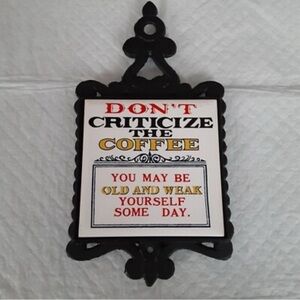 DON'T
CRITICIZE
THE
COFFEE
YOU MAY BE
OLD AND WEAK
YOURSELF
SOME DAY.